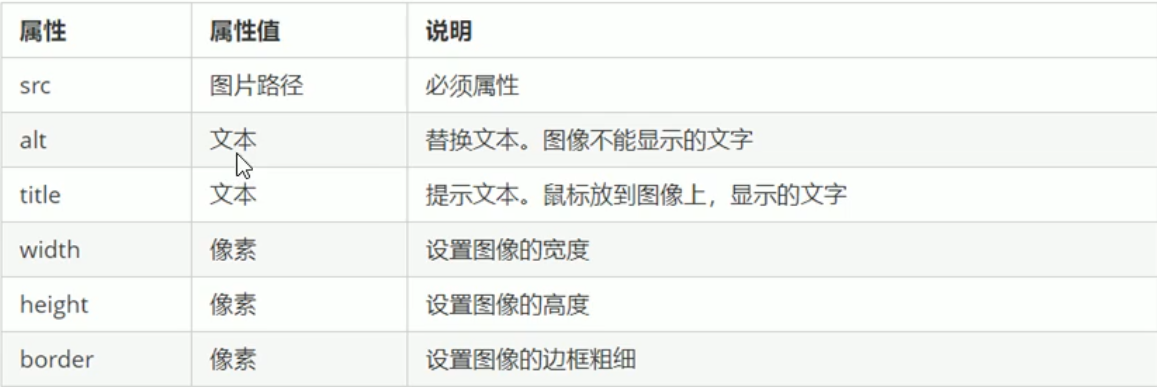 属性 属性值 说明
src 图片路径 必须属性
alt 文本 替换文本。图像不能显示的文字
title 文本 提示文本。鼠标放到图像上，显示的文字
width 像素 设置图像的宽度
height 像素 设置图像的高度
border 像素 设置图像的边框粗细